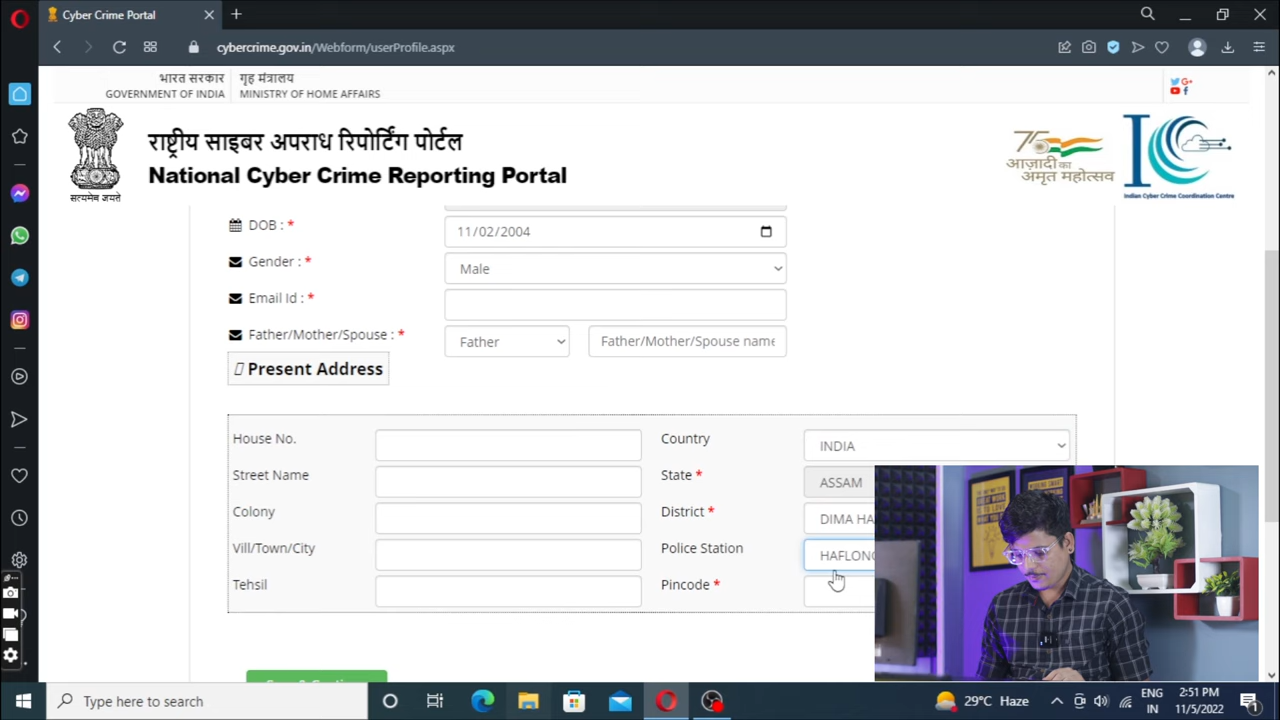 Cyber Crime Portal
cybercrime.gov.in/Webform/userProfile.aspx
भारत सरकार
GOVERNMENT OF INDIA
गृह मंत्रालय
MINISTRY OF HOME AFFAIRS
राष्ट्रीय साइबर अपराध रिपोर्टिंग पोर्टल
National Cyber Crime Reporting Portal
सत्यमेव जयते
आज़ादी का
अमृत महोत्सव
Indian Cyber Crime Coordination Centre
DOB : *
11/02/2004
Gender : *
Male
Email Id : *
Father/Mother/Spouse : *
Father
Father/Mother/Spouse name
Present Address
House No.
Country
INDIA
Street Name
State *
ASSAM
Colony
District *
DIMA HA
Vill/Town/City
Police Station
HAFLONG
Tehsil
Pincode *
Type here to search
29°C Haze
ENG
IN
2:51 PM
11/5/2022
1